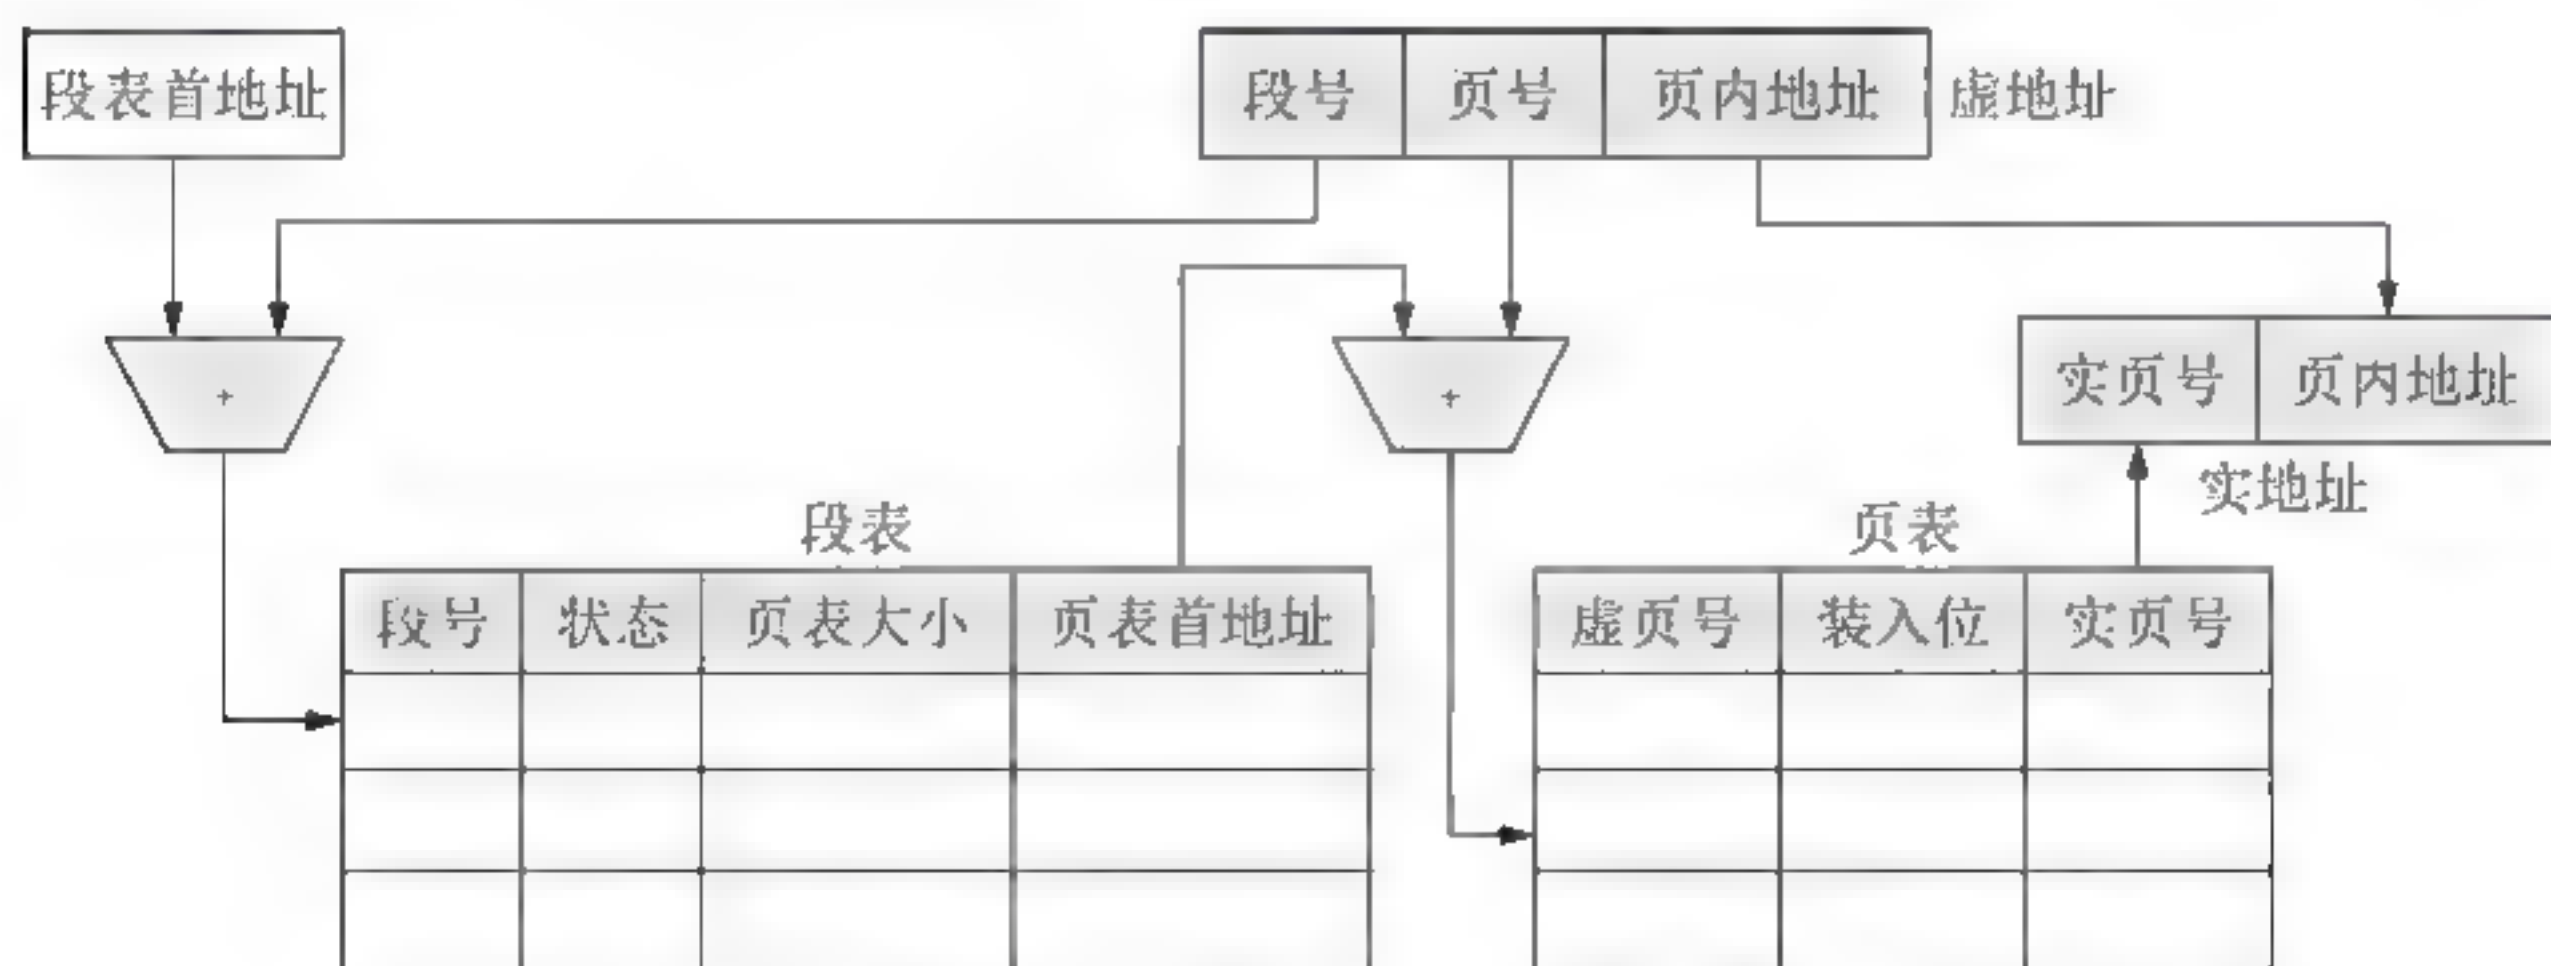 段表首地址
段号 页号 页内地址 虚地址
+ +
实页号 页内地址
实地址
段表 页表
段号 状态 页表大小 页表首地址
虚页号 装入位 实页号